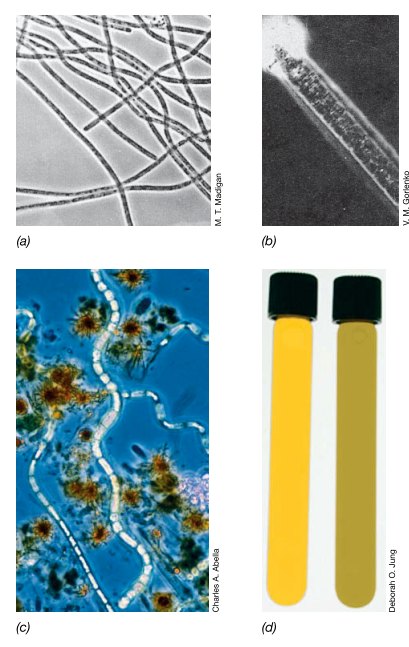 M. T. Madigan
V. M. Gorlenko
(a)
(b)
Charles A. Abella
Deborah O. Jung
(c)
(d)